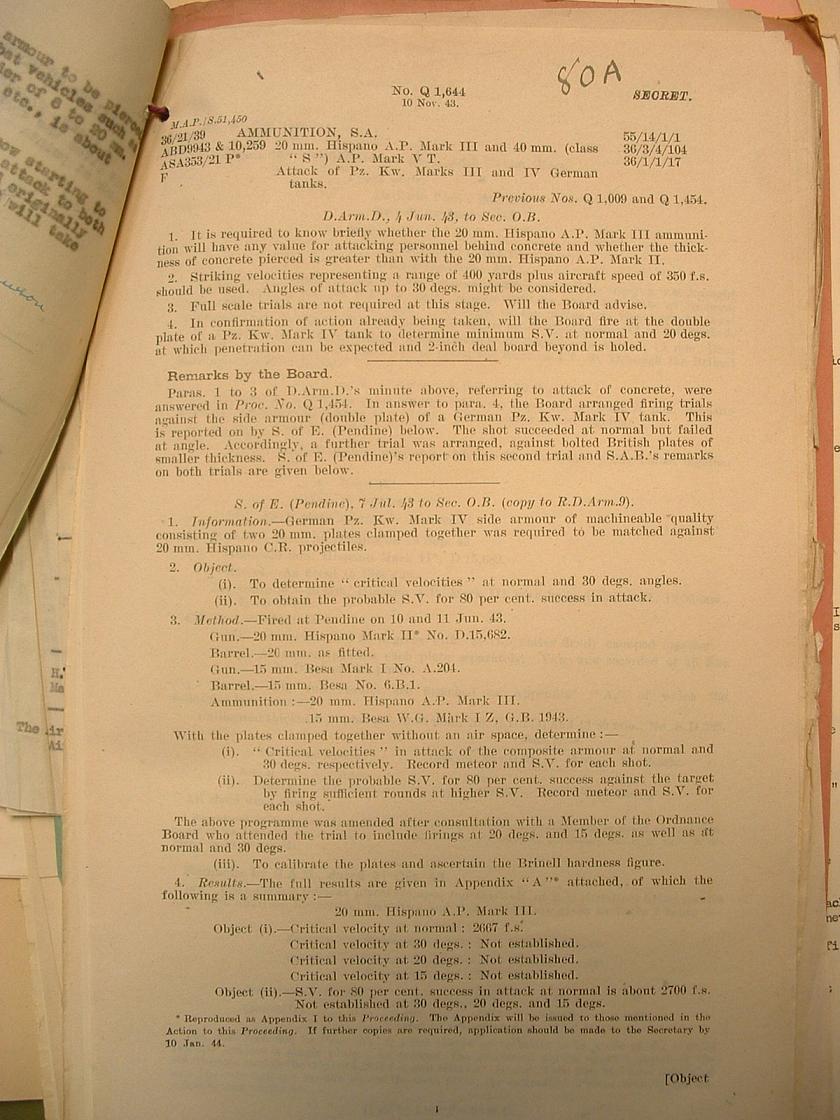 armour to be pierce
bat vehicles such a
er of 8 to 20 mm.
etc., is about
ow starting to
attack to both
originally
will take
No. Q 1,644
10 Nov. 43.
80A
SECRET.
M.A.P./S.51,450
36/21/39 AMMUNITION, S.A. 55/14/1/1
ABD9943 & 10,259 20 mm. Hispano A.P. Mark III and 40 mm. (class 36/3/4/104
ASA353/21 P* “ S ”) A.P. Mark V T. 36/1/1/17
F Attack of Pz. Kw. Marks III and IV German
tanks.
Previous Nos. Q 1,009 and Q 1,454.
D.Arm.D., 4 Jun. 43, to Sec. O.B.
1. It is required to know briefly whether the 20 mm. Hispano A.P. Mark III ammuni-
tion will have any value for attacking personnel behind concrete and whether the thick-
ness of concrete pierced is greater than with the 20 mm. Hispano A.P. Mark II.
2. Striking velocities representing a range of 400 yards plus aircraft speed of 350 f.s.
should be used. Angles of attack up to 30 degs. might be considered.
3. Full scale trials are not required at this stage. Will the Board advise.
4. In confirmation of action already being taken, will the Board fire at the double
plate of a Pz. Kw. Mark IV tank to determine minimum S.V. at normal and 20 degs.
at which penetration can be expected and 2-inch deal board beyond is holed.
Remarks by the Board.
Paras. 1 to 3 of D.Arm.D.'s minute above, referring to attack of concrete, were
answered in Proc. No. Q 1,454. In answer to para. 4, the Board arranged firing trials
against the side armour (double plate) of a German Pz. Kw. Mark IV tank. This
is reported on by S. of E. (Pendine) below. The shot succeeded at normal but failed
at angle. Accordingly, a further trial was arranged, against bolted British plates of
smaller thickness. S. of E. (Pendine)'s report on this second trial and S.A.B.'s remarks
on both trials are given below.
S. of E. (Pendine), 7 Jul. 43 to Sec. O.B. (copy to R.D.Arm.9).
1. Information.—German Pz. Kw. Mark IV side armour of machineable quality
consisting of two 20 mm. plates clamped together was required to be matched against
20 mm. Hispano C.R. projectiles.
2. Object.
(i). To determine “ critical velocities ” at normal and 30 degs. angles.
(ii). To obtain the probable S.V. for 80 per cent. success in attack.
3. Method.—Fired at Pendine on 10 and 11 Jun. 43.
Gun.—20 mm. Hispano Mark II* No. D.15,682.
Barrel.—20 mm. as fitted.
Gun.—15 mm. Besa Mark I No. A.204.
Barrel.—15 mm. Besa No. 6.B.1.
Ammunition :—20 mm. Hispano A.P. Mark III.
15 mm. Besa W.G. Mark I Z, G.B. 1943.
With the plates clamped together without an air space, determine :—
(i). “ Critical velocities ” in attack of the composite armour at normal and
30 degs. respectively. Record meteor and S.V. for each shot.
(ii). Determine the probable S.V. for 80 per cent. success against the target
by firing sufficient rounds at higher S.V. Record meteor and S.V. for
each shot.
The above programme was amended after consultation with a Member of the Ordnance
Board who attended the trial to include firings at 20 degs. and 15 degs. as well as at
normal and 30 degs.
(iii). To calibrate the plates and ascertain the Brinell hardness figure.
4. Results.—The full results are given in Appendix “ A ”* attached, of which the
following is a summary :—
20 mm. Hispano A.P. Mark III.
Object (i).—Critical velocity at normal : 2667 f.s.
Critical velocity at 30 degs. : Not established.
Critical velocity at 20 degs. : Not established.
Critical velocity at 15 degs. : Not established.
Object (ii).—S.V. for 80 per cent. success in attack at normal is about 2700 f.s.
Not established at 30 degs., 20 degs. and 15 degs.
* Reproduced as Appendix I to this Proceeding. The Appendix will be issued to those mentioned in the
Action to this Proceeding. If further copies are required, application should be made to the Secretary by
10 Jan. 44.
[Object